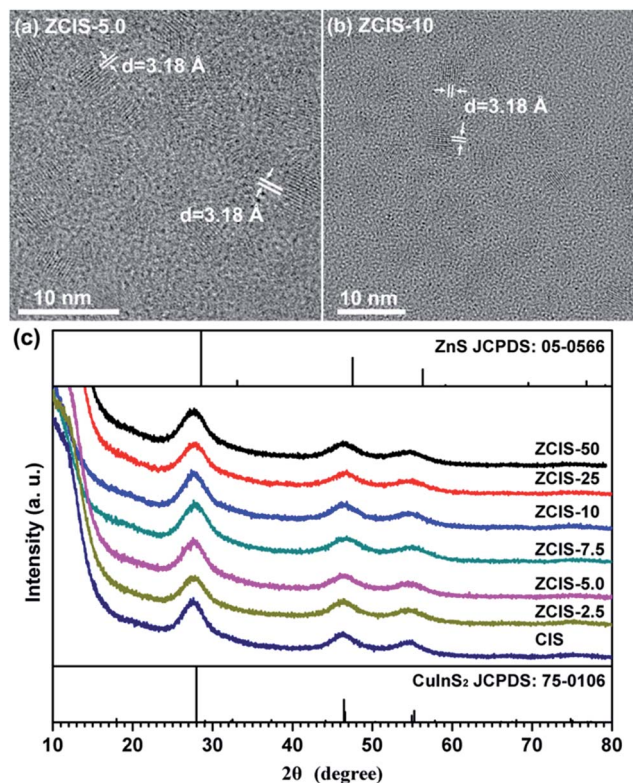 (a) ZCIS-5.0
d=3.18 Å
d=3.18 Å
10 nm
(b) ZCIS-10
d=3.18 Å
10 nm
(c)
ZnS JCPDS: 05-0566
ZCIS-50
ZCIS-25
ZCIS-10
ZCIS-7.5
ZCIS-5.0
ZCIS-2.5
CIS
CuInS₂ JCPDS: 75-0106
Intensity (a. u.)
10 20 30 40 50 60 70 80
2θ (degree)